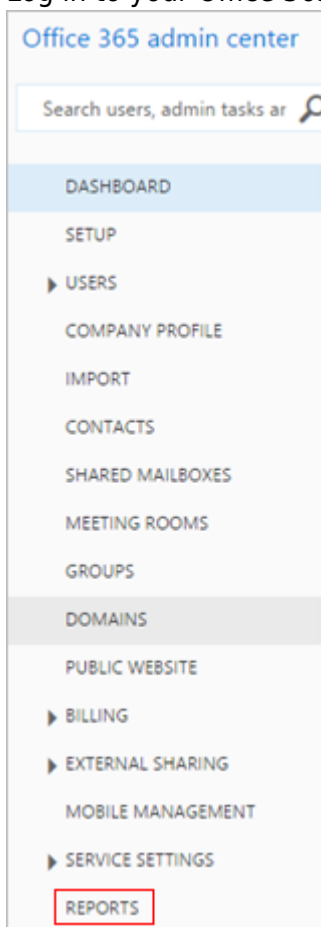 Office 365 admin center
Search users, admin tasks ar
DASHBOARD
SETUP
USERS
COMPANY PROFILE
IMPORT
CONTACTS
SHARED MAILBOXES
MEETING ROOMS
GROUPS
DOMAINS
PUBLIC WEBSITE
BILLING
EXTERNAL SHARING
MOBILE MANAGEMENT
SERVICE SETTINGS
REPORTS